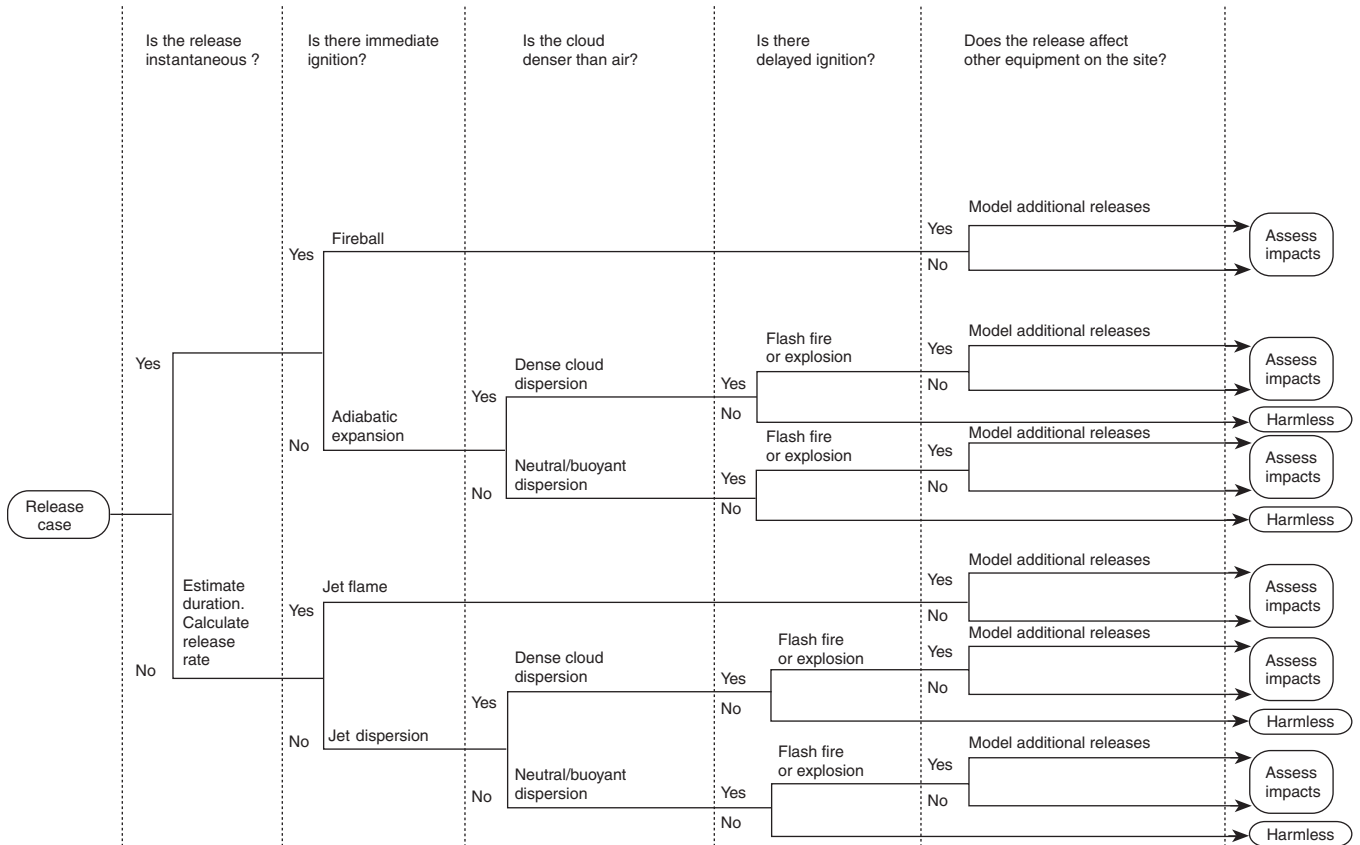 Is the release
instantaneous ?
Is there immediate
ignition?
Is the cloud
denser than air?
Is there
delayed ignition?
Does the release affect
other equipment on the site?
Release
case
Yes
No
Estimate
duration.
Calculate
release
rate
Yes
Fireball
No
Adiabatic
expansion
Yes
Dense cloud
dispersion
No
Neutral/buoyant
dispersion
Yes
No
Flash fire
or explosion
Yes
No
Flash fire
or explosion
Yes
No
Model additional releases
Assess
impacts
Yes
No
Model additional releases
Assess
impacts
Harmless
Yes
No
Model additional releases
Assess
impacts
Harmless
Yes
Jet flame
No
Jet dispersion
Yes
Dense cloud
dispersion
No
Neutral/buoyant
dispersion
Yes
No
Flash fire
or explosion
Yes
No
Flash fire
or explosion
Yes
No
Model additional releases
Assess
impacts
Yes
No
Model additional releases
Assess
impacts
Harmless
Yes
No
Model additional releases
Assess
impacts
Harmless